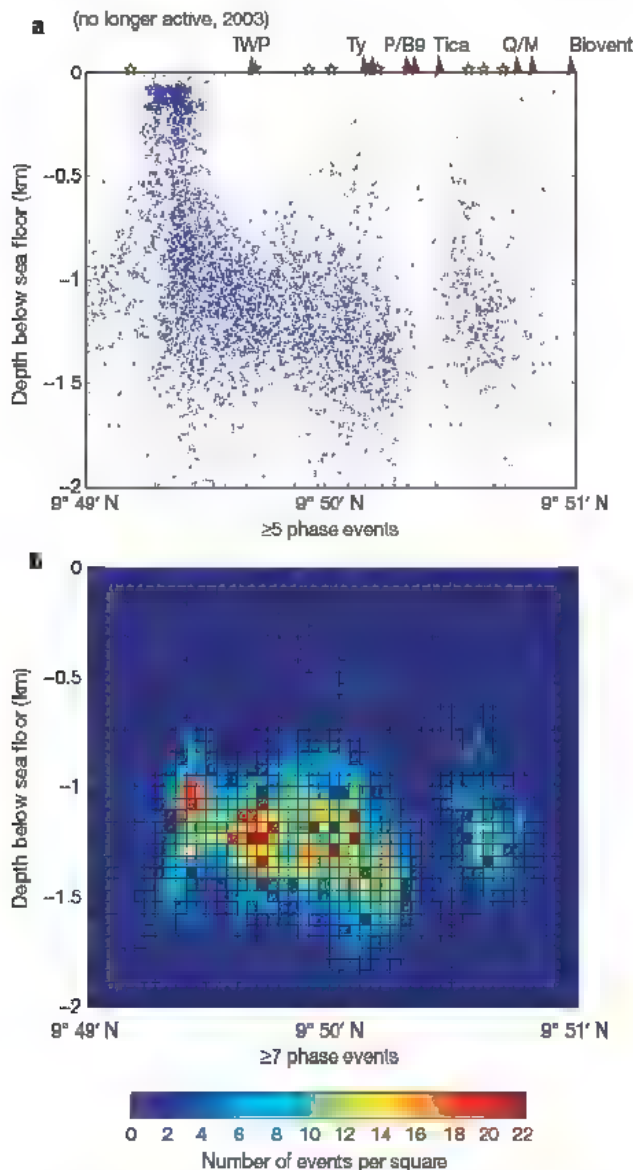 a (no longer active, 2003)
TWP Ty P/B9 Tica Q/M Biovent
0
−0.5
−1
−1.5
−2
Depth below sea floor (km)
9° 49′ N 9° 50′ N 9° 51′ N
≥5 phase events
b
0
−0.5
−1
−1.5
−2
Depth below sea floor (km)
9° 49′ N 9° 50′ N 9° 51′ N
≥7 phase events
0 2 4 6 8 10 12 14 16 18 20 22
Number of events per square